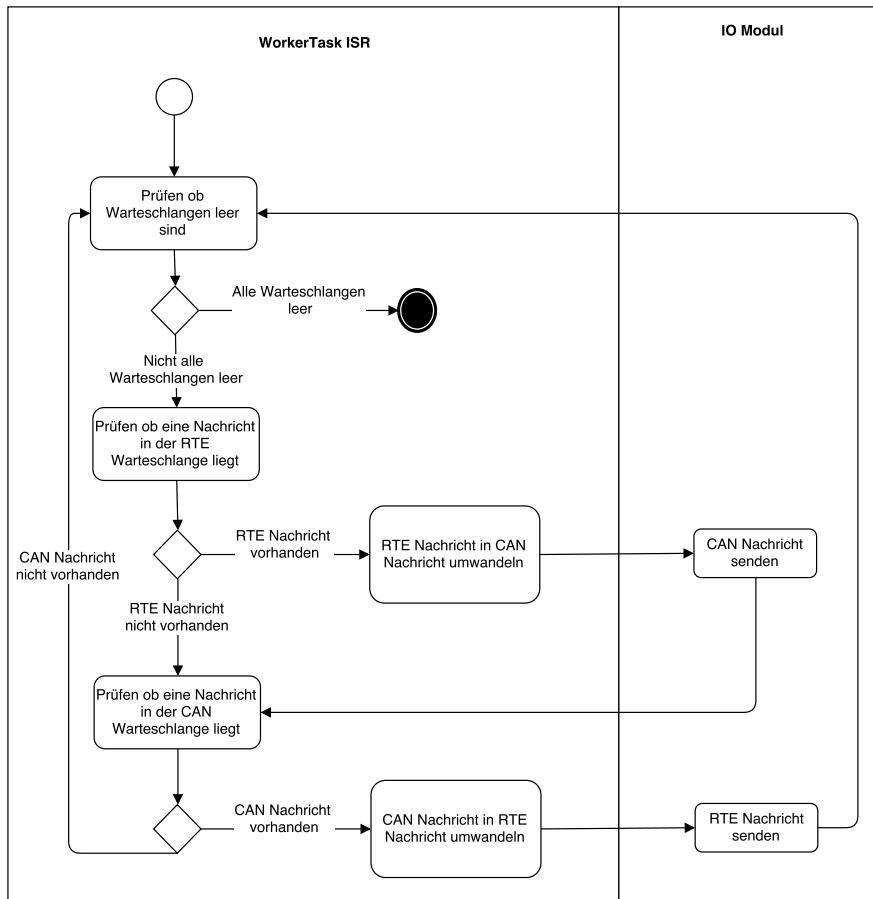 WorkerTask ISR
IO Modul
Prüfen ob
Warteschlangen leer
sind
Alle Warteschlangen
leer
Nicht alle
Warteschlangen leer
Prüfen ob eine Nachricht
in der RTE
Warteschlange liegt
RTE Nachricht
vorhanden
RTE Nachricht in CAN
Nachricht umwandeln
CAN Nachricht
senden
CAN Nachricht
nicht vorhanden
RTE Nachricht
nicht vorhanden
Prüfen ob eine Nachricht
in der CAN
Warteschlange liegt
CAN Nachricht
vorhanden
CAN Nachricht in RTE
Nachricht umwandeln
RTE Nachricht
senden